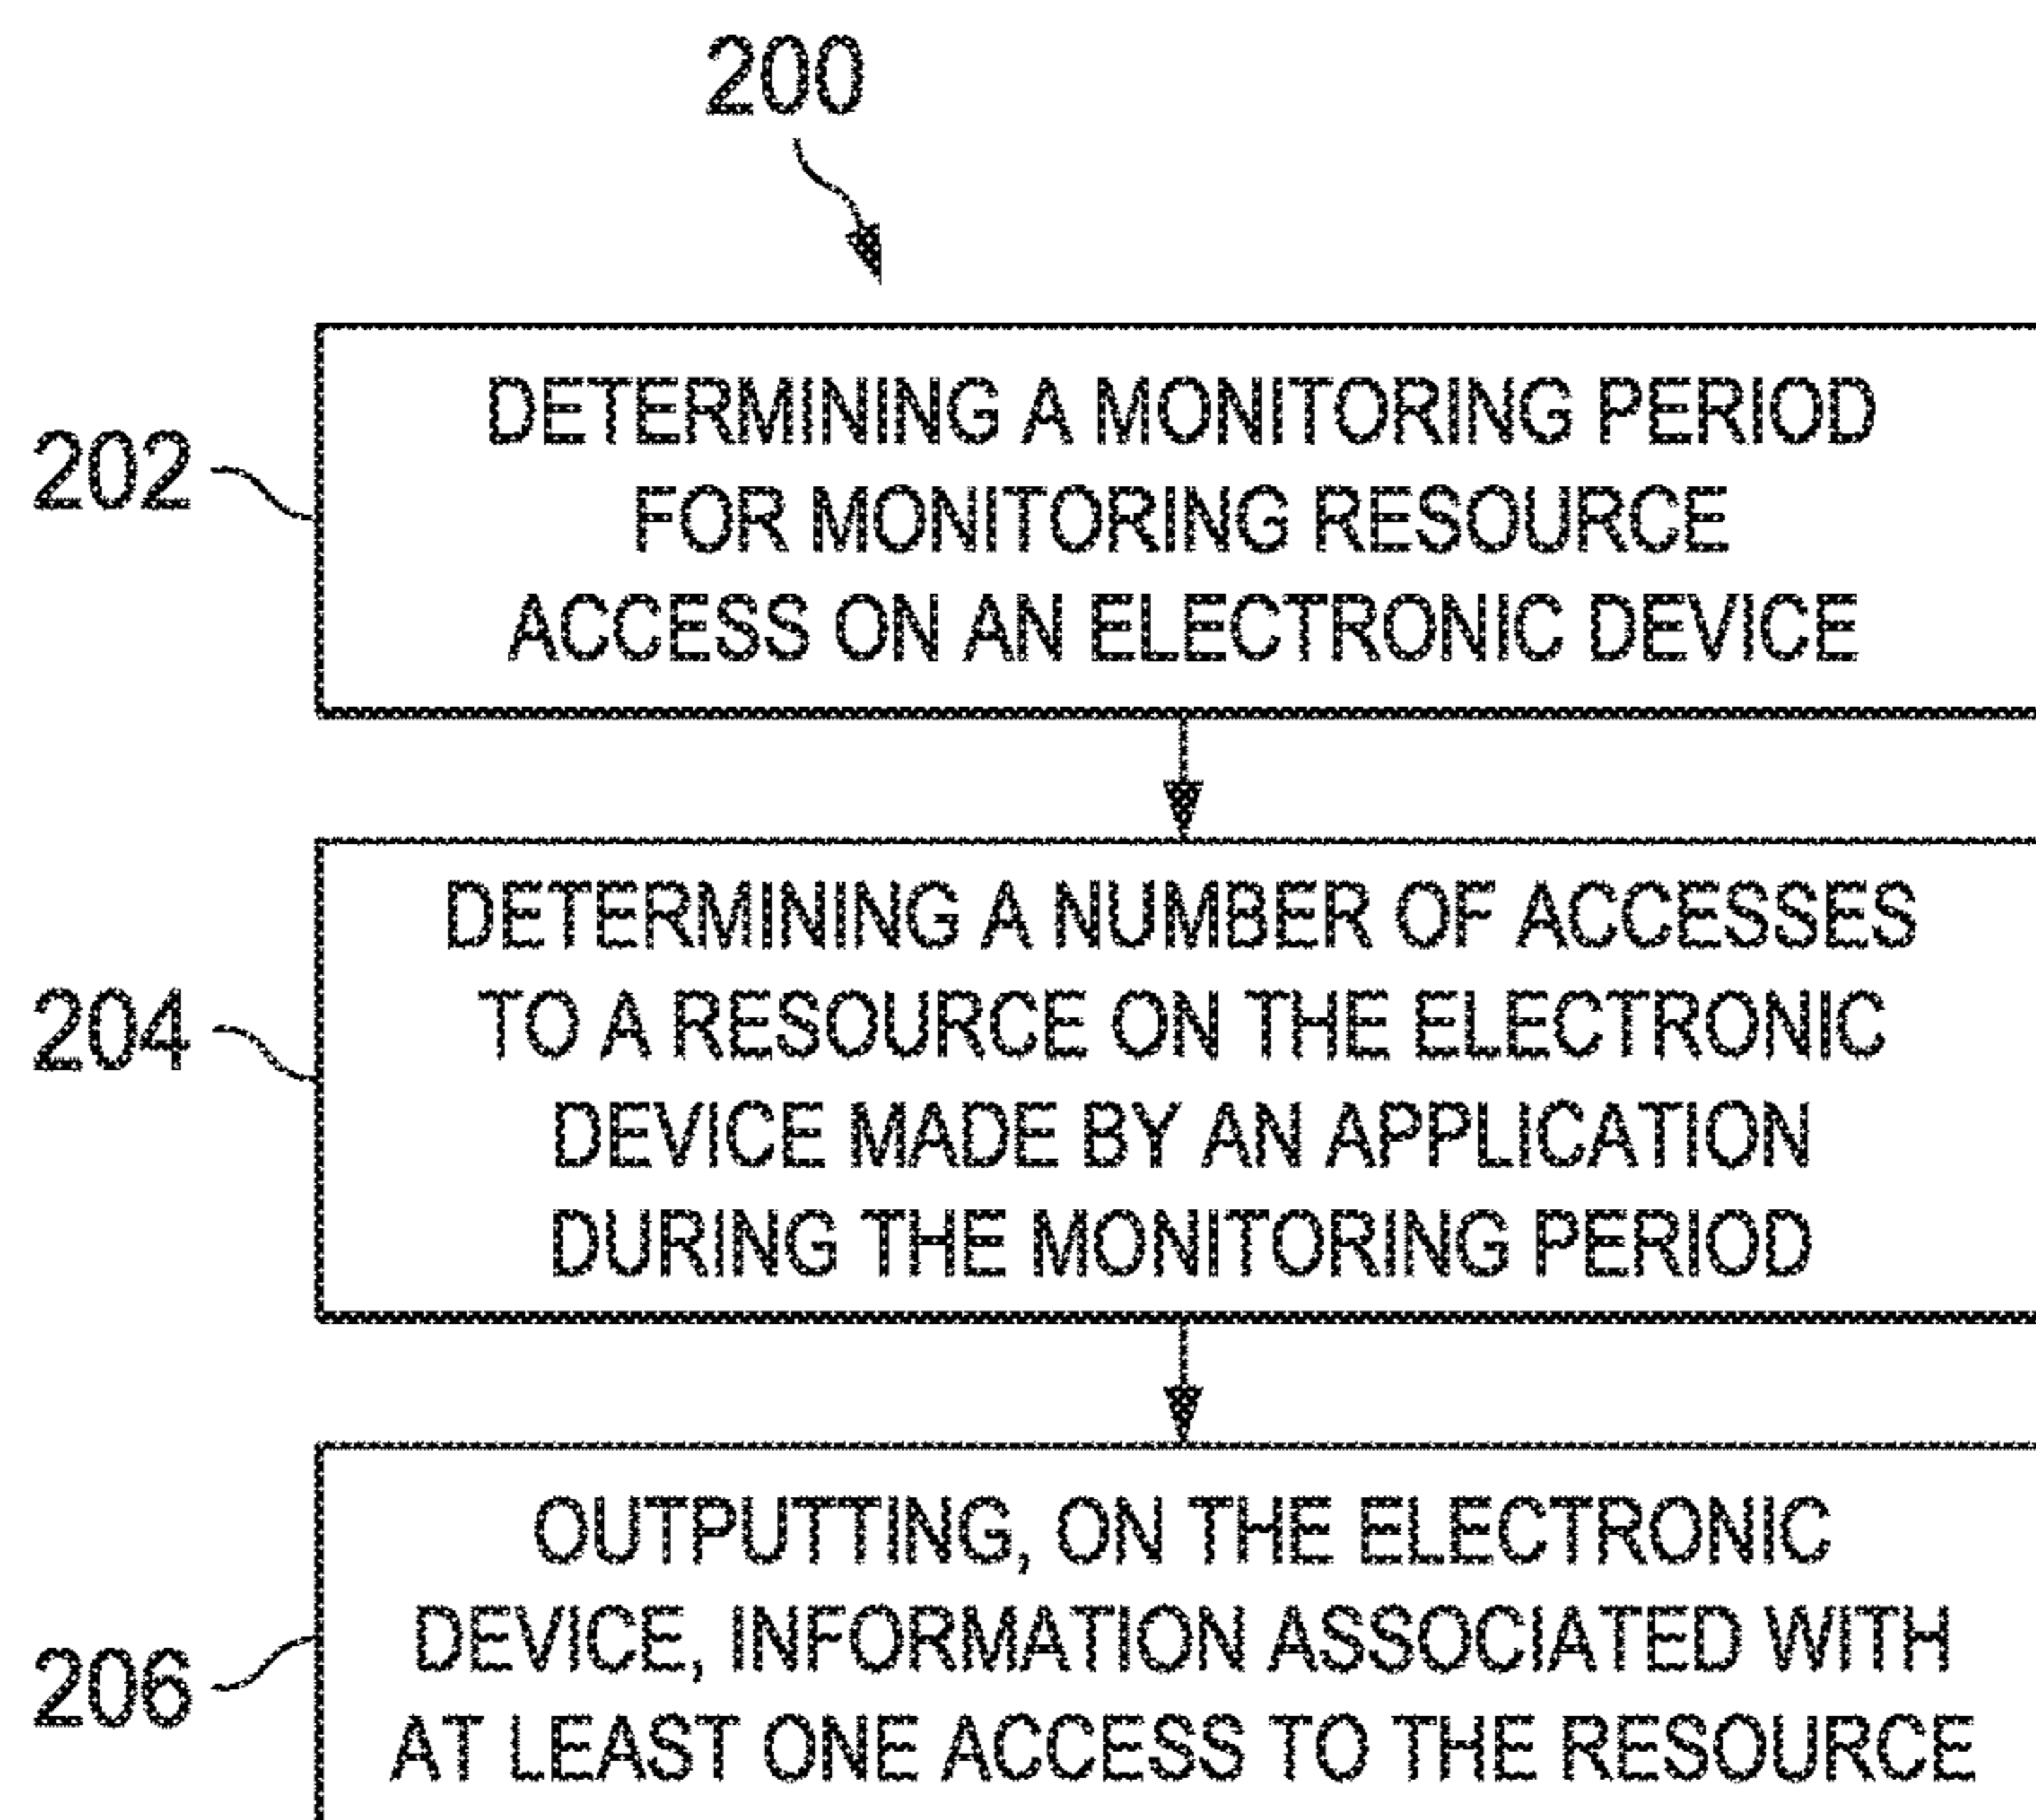 200
202
DETERMINING A MONITORING PERIOD
FOR MONITORING RESOURCE
ACCESS ON AN ELECTRONIC DEVICE
204
DETERMINING A NUMBER OF ACCESSES
TO A RESOURCE ON THE ELECTRONIC
DEVICE MADE BY AN APPLICATION
DURING THE MONITORING PERIOD
206
OUTPUTTING, ON THE ELECTRONIC
DEVICE, INFORMATION ASSOCIATED WITH
AT LEAST ONE ACCESS TO THE RESOURCE